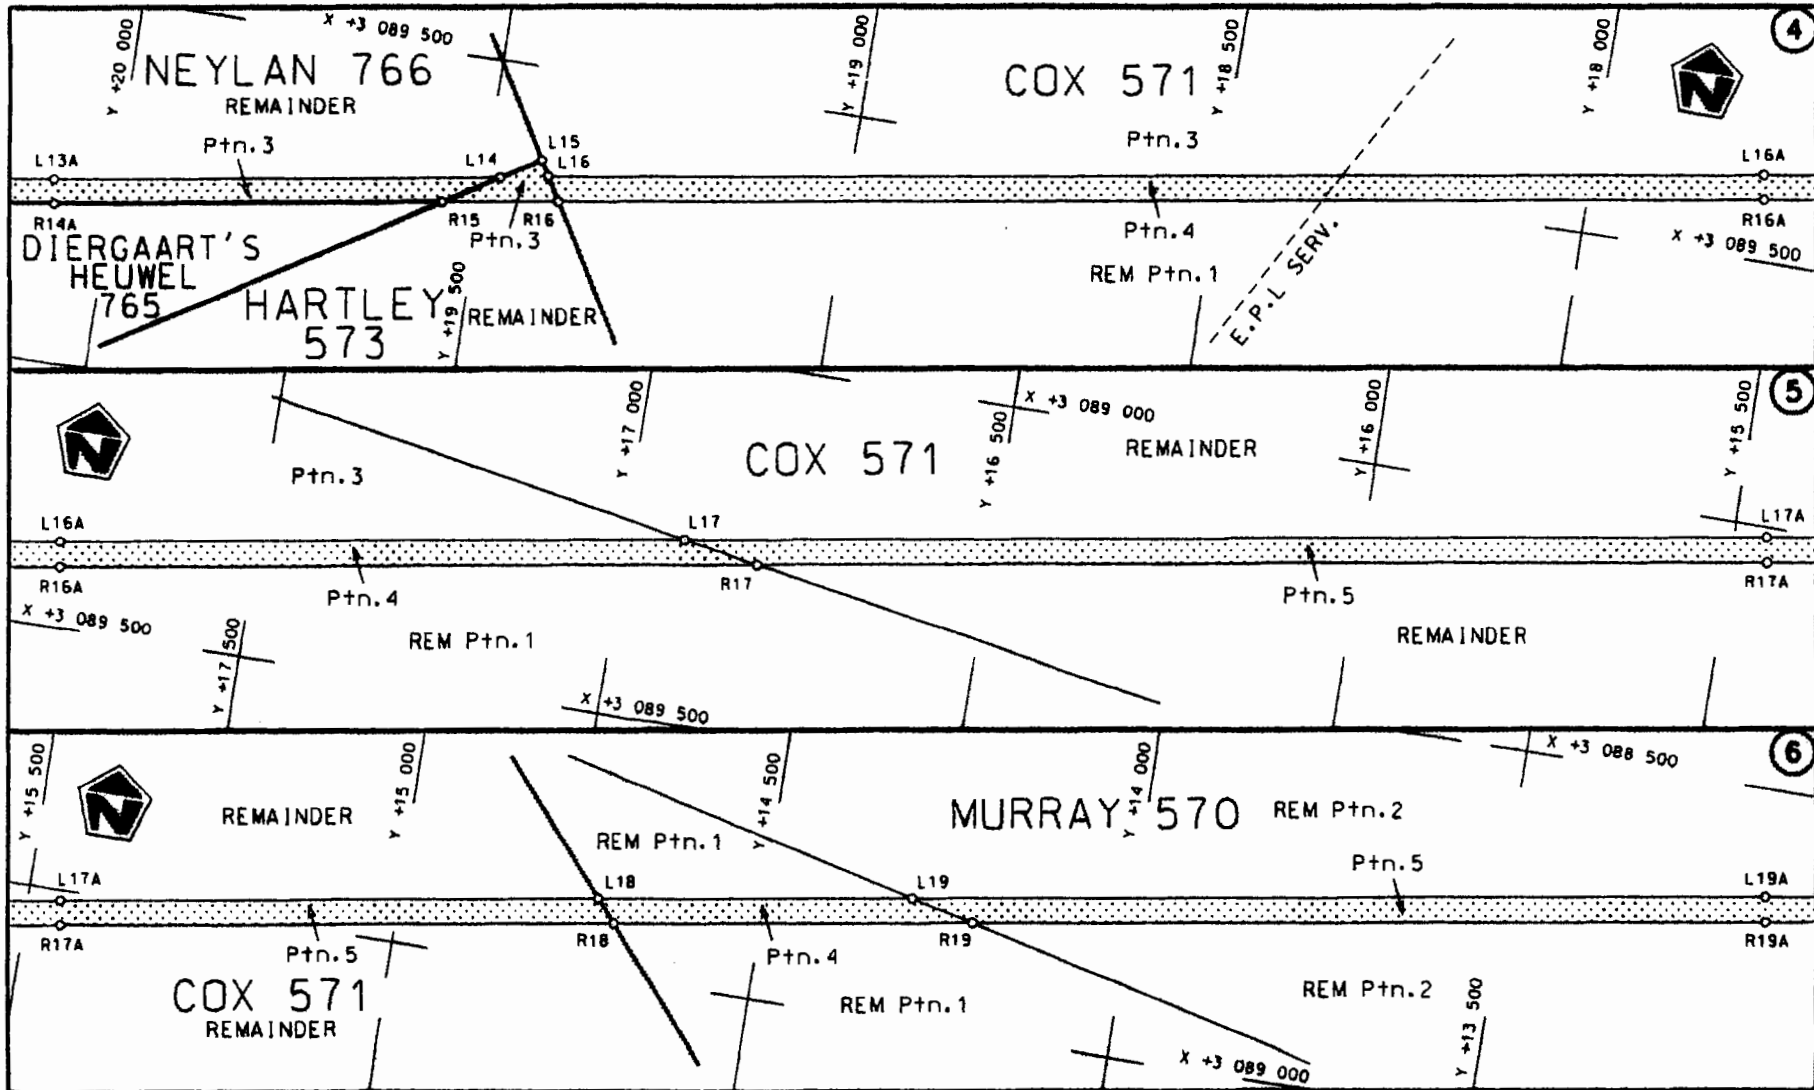 4
Y +20 000
X +3 089 500
Y +19 000
Y +18 500
Y +18 000
NEYLAN 766
REMAINDER
COX 571
N
Ptn.3
Ptn.3
L13A
L14
L15
L16
L16A
R14A
R15
R16
R16A
Ptn.3
Ptn.4
DIERGAART'S
HEUWEL
765
HARTLEY
573
Y +19 500
REMAINDER
REM Ptn.1
E.P.L SERV.
X +3 089 500
5
N
Y +17 000
Y +16 500
X +3 089 000
Y +16 000
Y +15 500
COX 571
REMAINDER
Ptn.3
L16A
L17
L17A
R16A
R17
R17A
Ptn.4
Ptn.5
X +3 089 500
REM Ptn.1
REMAINDER
Y +17 500
X +3 089 500
6
Y +15 500
N
Y +15 000
Y +14 500
Y +14 000
X +3 088 500
REMAINDER
REM Ptn.1
MURRAY 570
REM Ptn.2
Ptn.5
L17A
L18
L19
L19A
R17A
R18
R19
R19A
Ptn.5
Ptn.4
COX 571
REMAINDER
REM Ptn.1
REM Ptn.2
Y +13 500
X +3 089 000